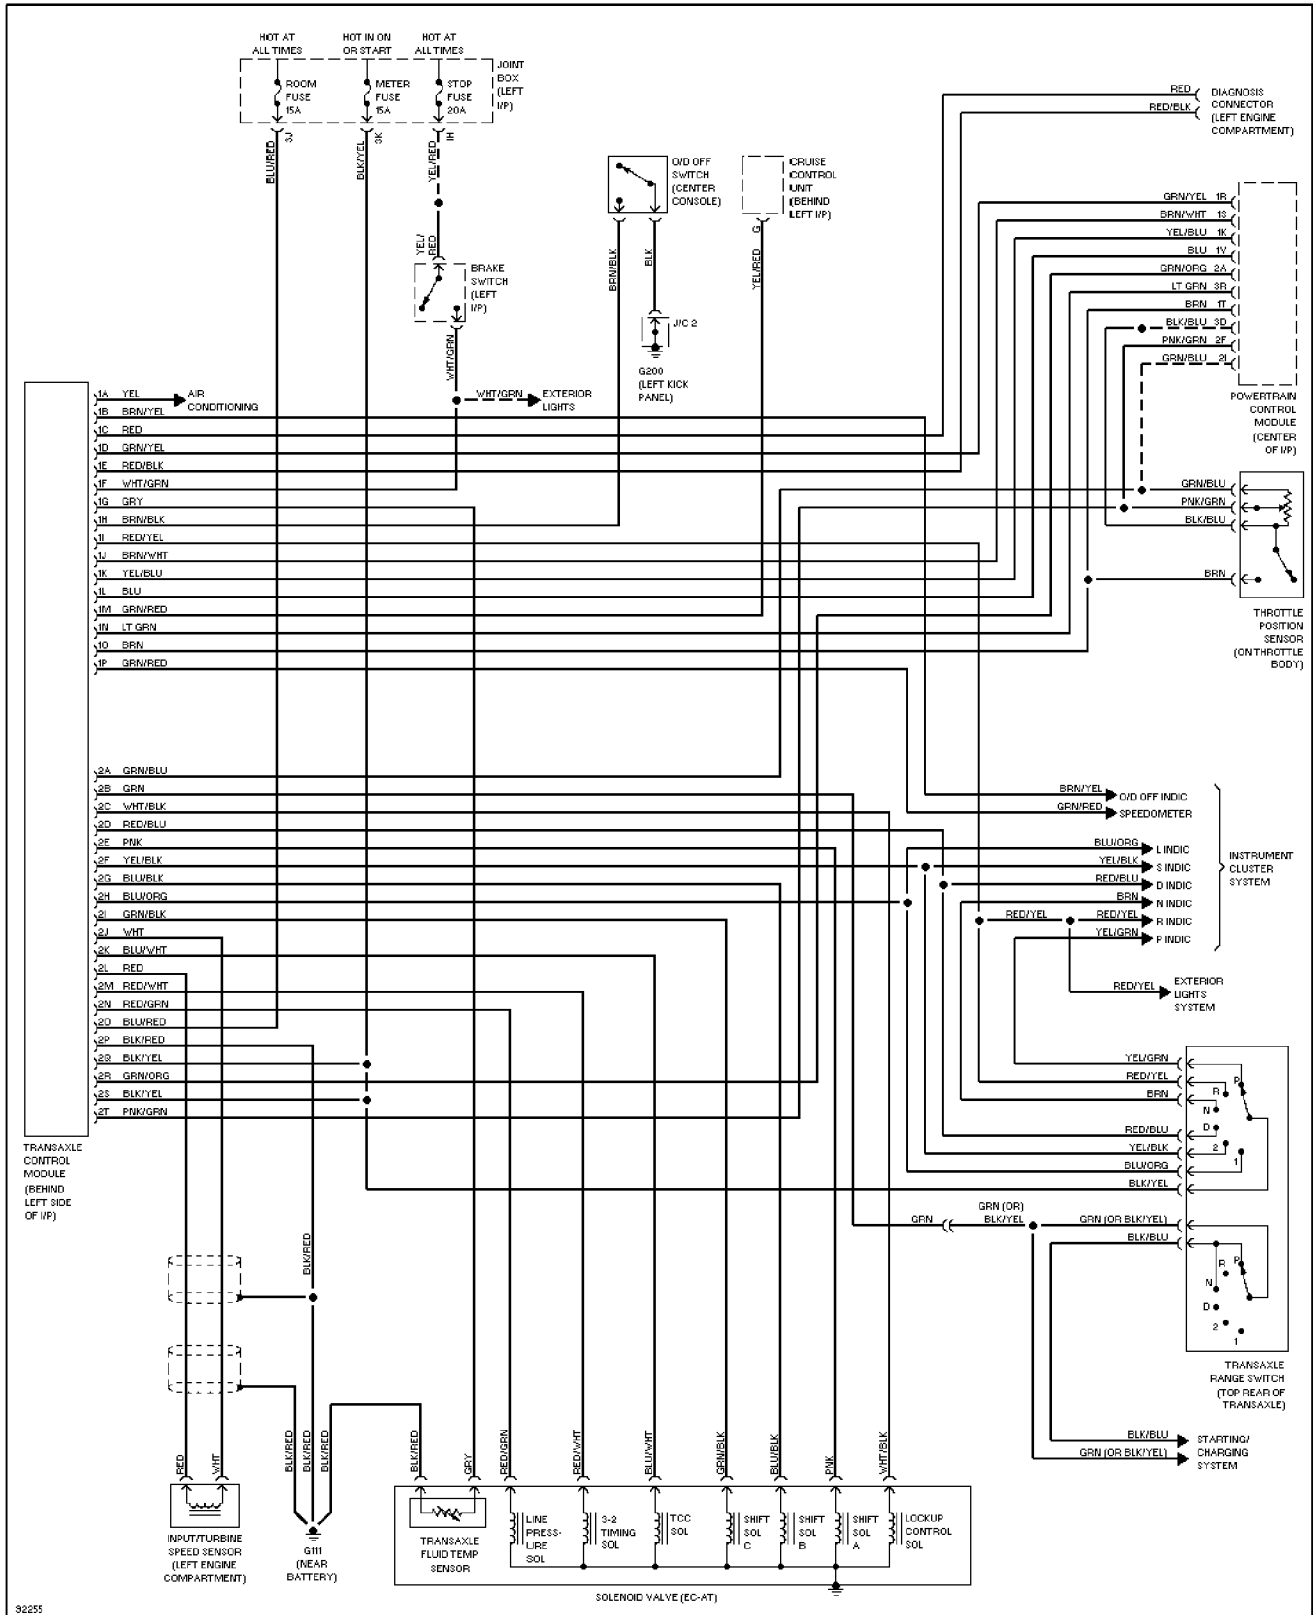 HOT AT
ALL TIMES
HOT IN ON
OR START
HOT AT
ALL TIMES
JOINT
BOX
(LEFT
I/P)
ROOM
FUSE
15A
METER
FUSE
15A
STOP
FUSE
20A
3J
3K
1H
BLU/RED
BLK/YEL
YEL/RED
YEL/
RED
BRAKE
SWITCH
(LEFT
I/P)
WHT/GRN
WHT/GRN
EXTERIOR
LIGHTS
O/D OFF
SWITCH
(CENTER
CONSOLE)
BRN/BLK
BLK
J/C 2
G200
(LEFT KICK
PANEL)
CRUISE
CONTROL
UNIT
(BEHIND
LEFT I/P)
G
YEL/RED
RED
RED/BLK
DIAGNOSIS
CONNECTOR
(LEFT ENGINE
COMPARTMENT)
GRN/YEL 1R
BRN/WHT 1S
YEL/BLU 1K
BLU 1V
GRN/ORG 2A
LT GRN 3R
BRN 1T
BLK/BLU 3D
PNK/GRN 2F
GRN/BLU 2I
POWERTRAIN
CONTROL
MODULE
(CENTER
OF I/P)
GRN/BLU
PNK/GRN
BLK/BLU
BRN
THROTTLE
POSITION
SENSOR
(ON THROTTLE
BODY)
1A YEL
AIR
CONDITIONING
1B BRN/YEL
1C RED
1D GRN/YEL
1E RED/BLK
1F WHT/GRN
1G GRY
1H BRN/BLK
1I RED/YEL
1J BRN/WHT
1K YEL/BLU
1L BLU
1M GRN/RED
1N LT GRN
1O BRN
1P GRN/RED
2A GRN/BLU
2B GRN
2C WHT/BLK
2D RED/BLU
2E PNK
2F YEL/BLK
2G BLU/BLK
2H BLU/ORG
2I GRN/BLK
2J WHT
2K BLU/WHT
2L RED
2M RED/WHT
2N RED/GRN
2O BLU/RED
2P BLK/RED
2Q BLK/YEL
2R GRN/ORG
2S BLK/YEL
2T PNK/GRN
TRANSAXLE
CONTROL
MODULE
(BEHIND
LEFT SIDE
OF I/P)
BRN/YEL
O/D OFF INDIC
GRN/RED
SPEEDOMETER
BLU/ORG
L INDIC
YEL/BLK
S INDIC
RED/BLU
D INDIC
BRN
N INDIC
RED/YEL
RED/YEL
R INDIC
YEL/GRN
P INDIC
INSTRUMENT
CLUSTER
SYSTEM
RED/YEL
EXTERIOR
LIGHTS
SYSTEM
YEL/GRN
RED/YEL
BRN
RED/BLU
YEL/BLK
BLU/ORG
BLK/YEL
P
R
N
D
2
1
GRN
GRN (OR)
BLK/YEL
GRN (OR BLK/YEL)
BLK/BLU
P
R
N
D
2
1
TRANSAXLE
RANGE SWITCH
(TOP REAR OF
TRANSAXLE)
BLK/BLU
GRN (OR BLK/YEL)
STARTING/
CHARGING
SYSTEM
BLK/RED
RED
WHT
BLK/RED
BLK/RED
BLK/RED
BLK/RED
GRY
RED/GRN
RED/WHT
BLU/WHT
GRN/BLK
BLU/BLK
PNK
WHT/BLK
INPUT/TURBINE
SPEED SENSOR
(LEFT ENGINE
COMPARTMENT)
G111
(NEAR
BATTERY)
TRANSAXLE
FLUID TEMP
SENSOR
LINE
PRESS-
URE
SOL
3-2
TIMING
SOL
TCC
SOL
SHIFT
SOL
C
SHIFT
SOL
B
SHIFT
SOL
A
LOCKUP
CONTROL
SOL
SOLENOID VALVE (EC-AT)
92255